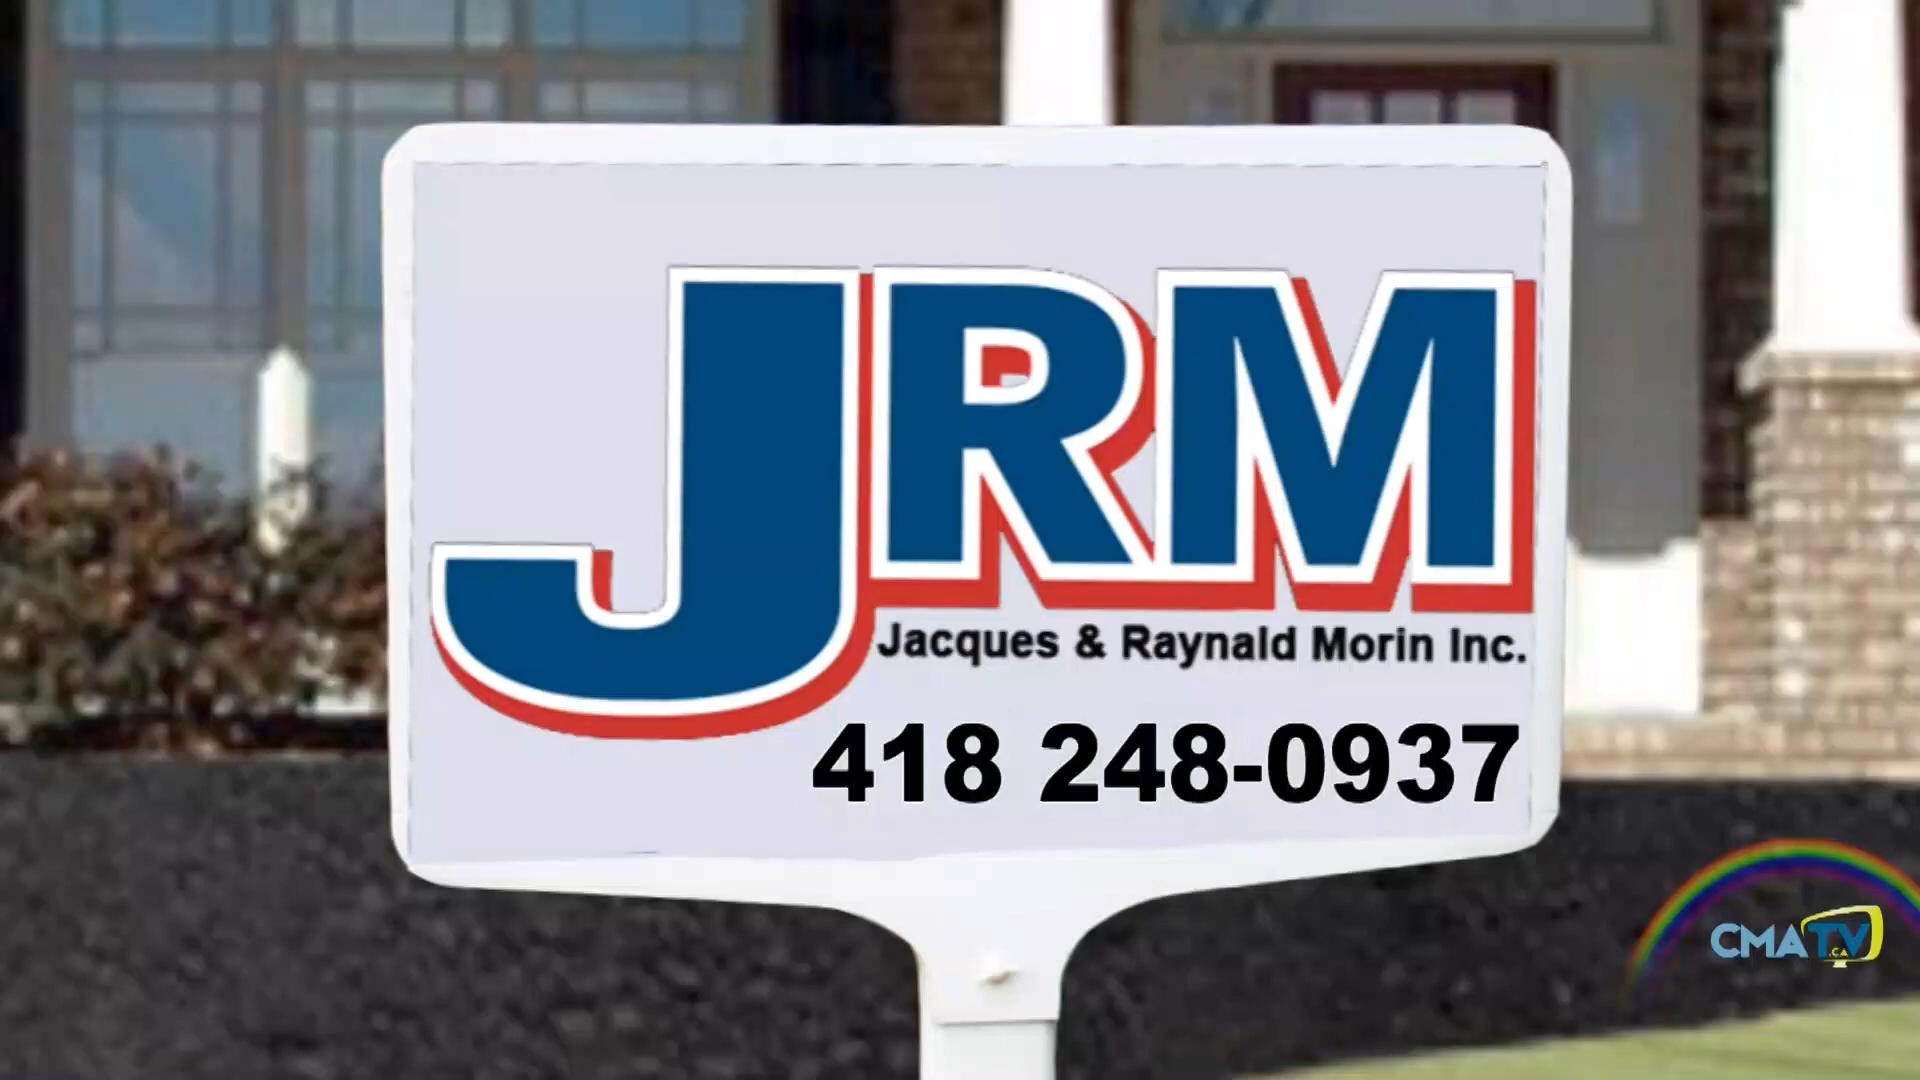 JRM
Jacques & Raynald Morin Inc.
418 248-0937
CMATV
.CA